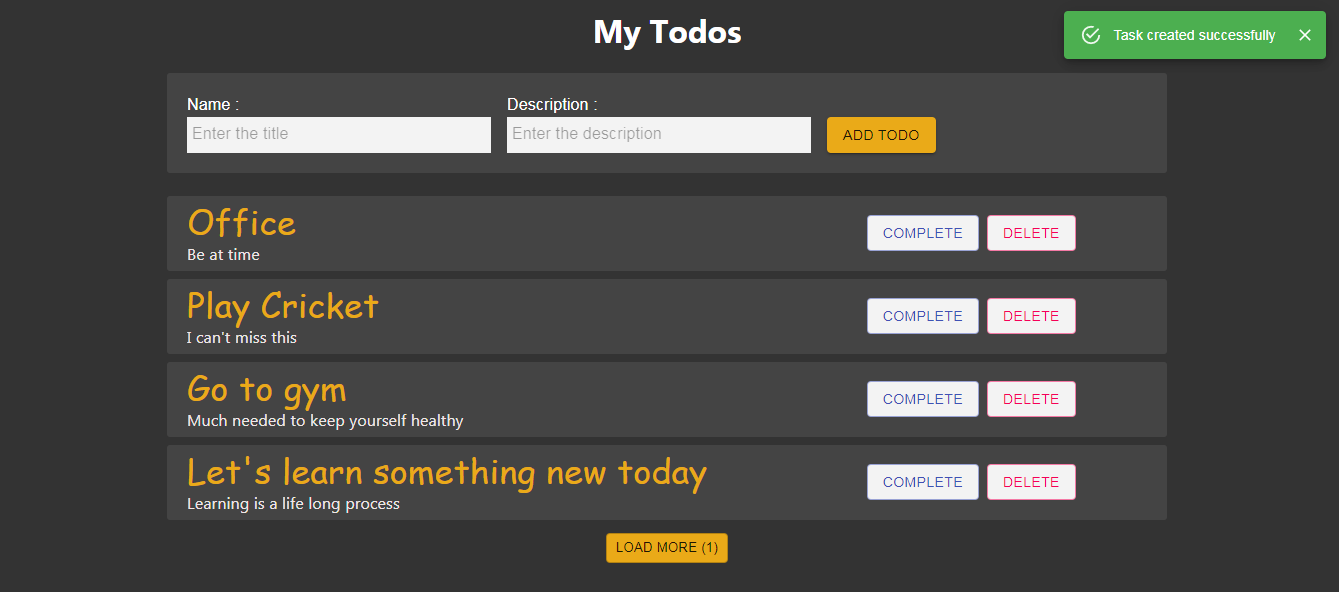 My Todos
Task created successfully
Name :
Description :
Enter the title
Enter the description
ADD TODO
Office
Be at time
COMPLETE
DELETE
Play Cricket
I can't miss this
COMPLETE
DELETE
Go to gym
Much needed to keep yourself healthy
COMPLETE
DELETE
Let's learn something new today
Learning is a life long process
COMPLETE
DELETE
LOAD MORE (1)